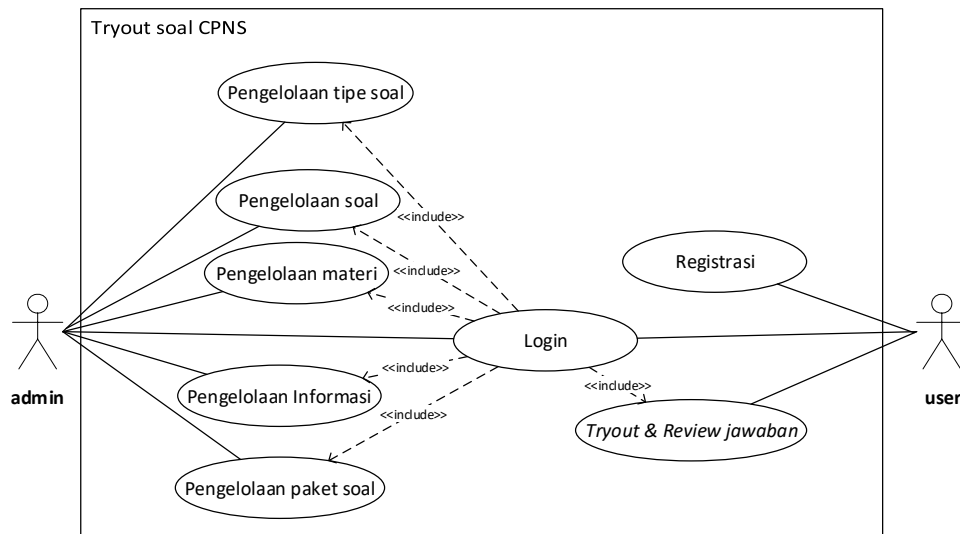 Tryout soal CPNS
Pengelolaan tipe soal
Pengelolaan soal
<<include>>
Pengelolaan materi
<<include>>
Registrasi
<<include>>
Login
admin
Pengelolaan Informasi
<<include>>
<<include>>
user
<<include>>
Tryout & Review jawaban
Pengelolaan paket soal